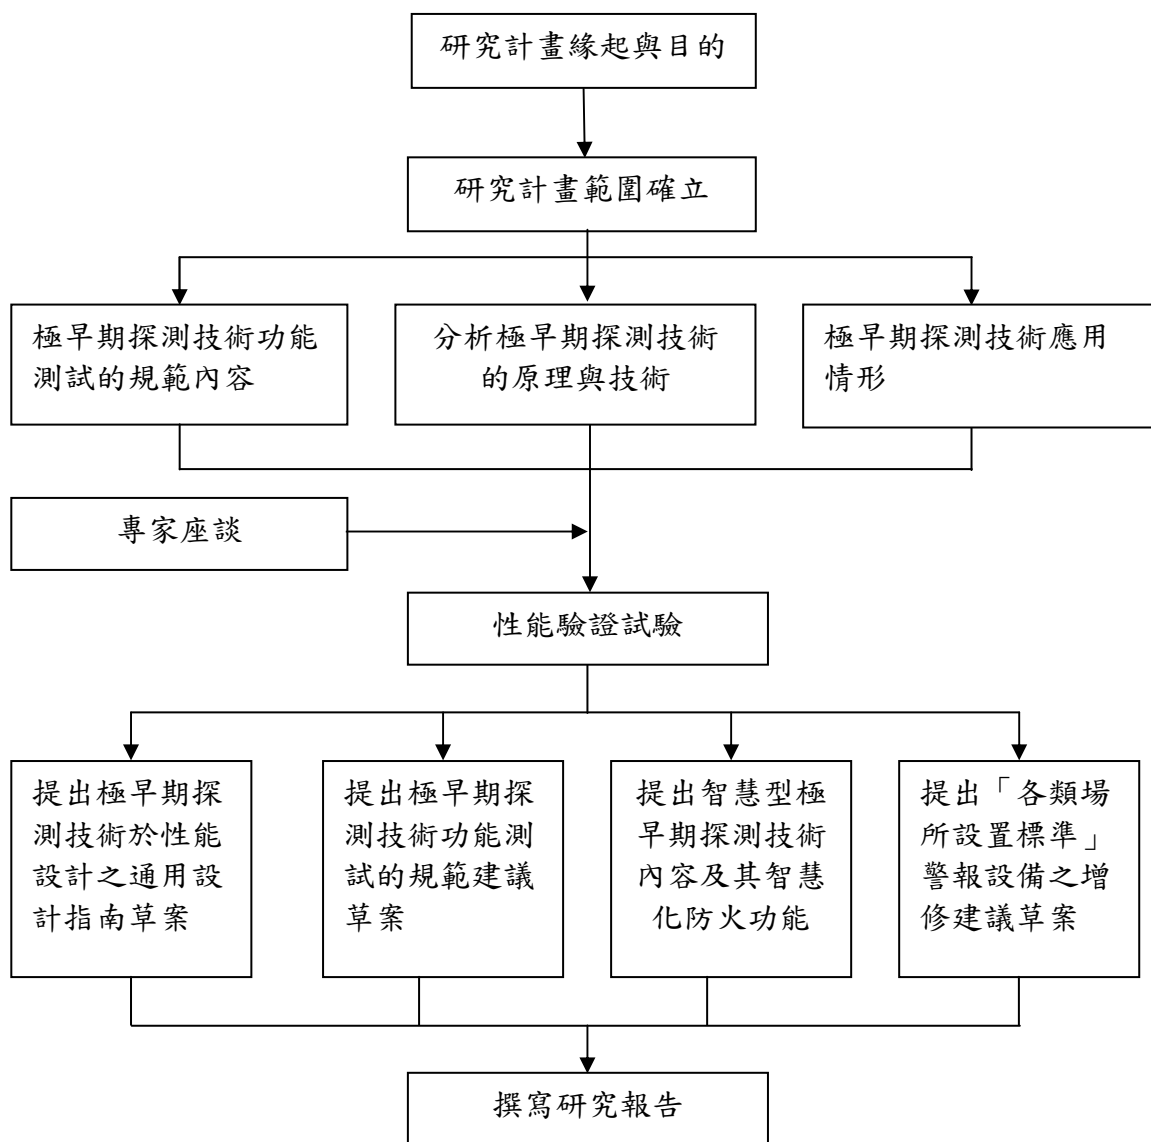 研究計畫緣起與目的
研究計畫範圍確立
極早期探測技術功能
測試的規範內容
分析極早期探測技術
的原理與技術
極早期探測技術應用
情形
專家座談
性能驗證試驗
提出極早期探
測技術於性能
設計之通用設
計指南草案
提出極早期探
測技術功能測
試的規範建議
草案
提出智慧型極
早期探測技術
內容及其智慧
化防火功能
提出「各類場
所設置標準」
警報設備之增
修建議草案
撰寫研究報告